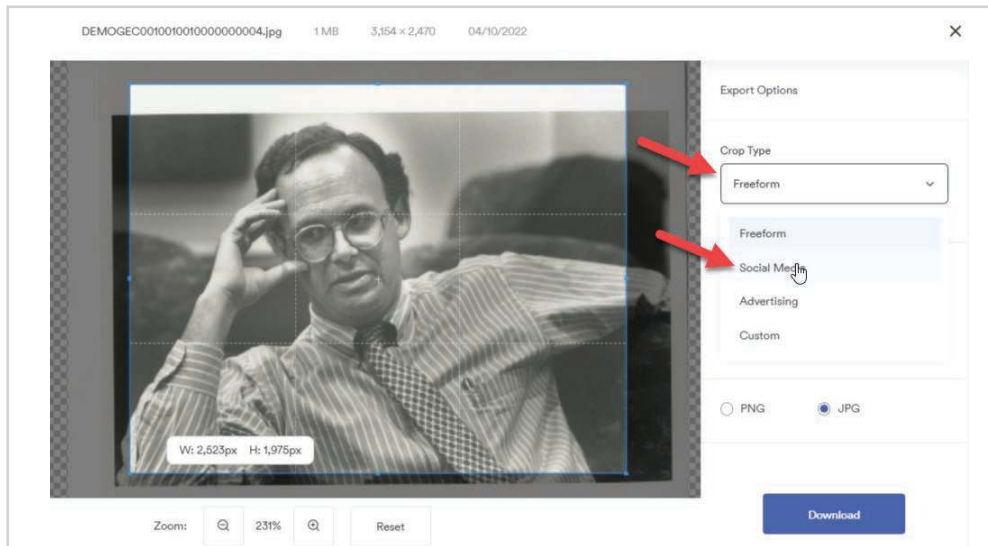 DEMOGEC0010010010000000004.jpg 1 MB 3,154 × 2,470 04/10/2022
Export Options
Crop Type
Freeform
Freeform
Social Media
Advertising
Custom
PNG JPG
W: 2,523px H: 1,975px
Download
Zoom: 231% Reset